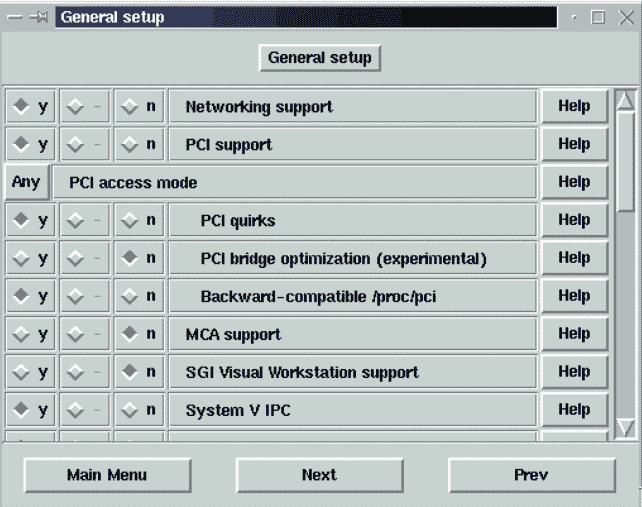 General setup
General setup
y - n Networking support Help
y - n PCI support Help
Any PCI access mode Help
y - n PCI quirks Help
y - n PCI bridge optimization (experimental) Help
y - n Backward-compatible /proc/pci Help
y - n MCA support Help
y - n SGI Visual Workstation support Help
y - n System V IPC Help
Main Menu Next Prev